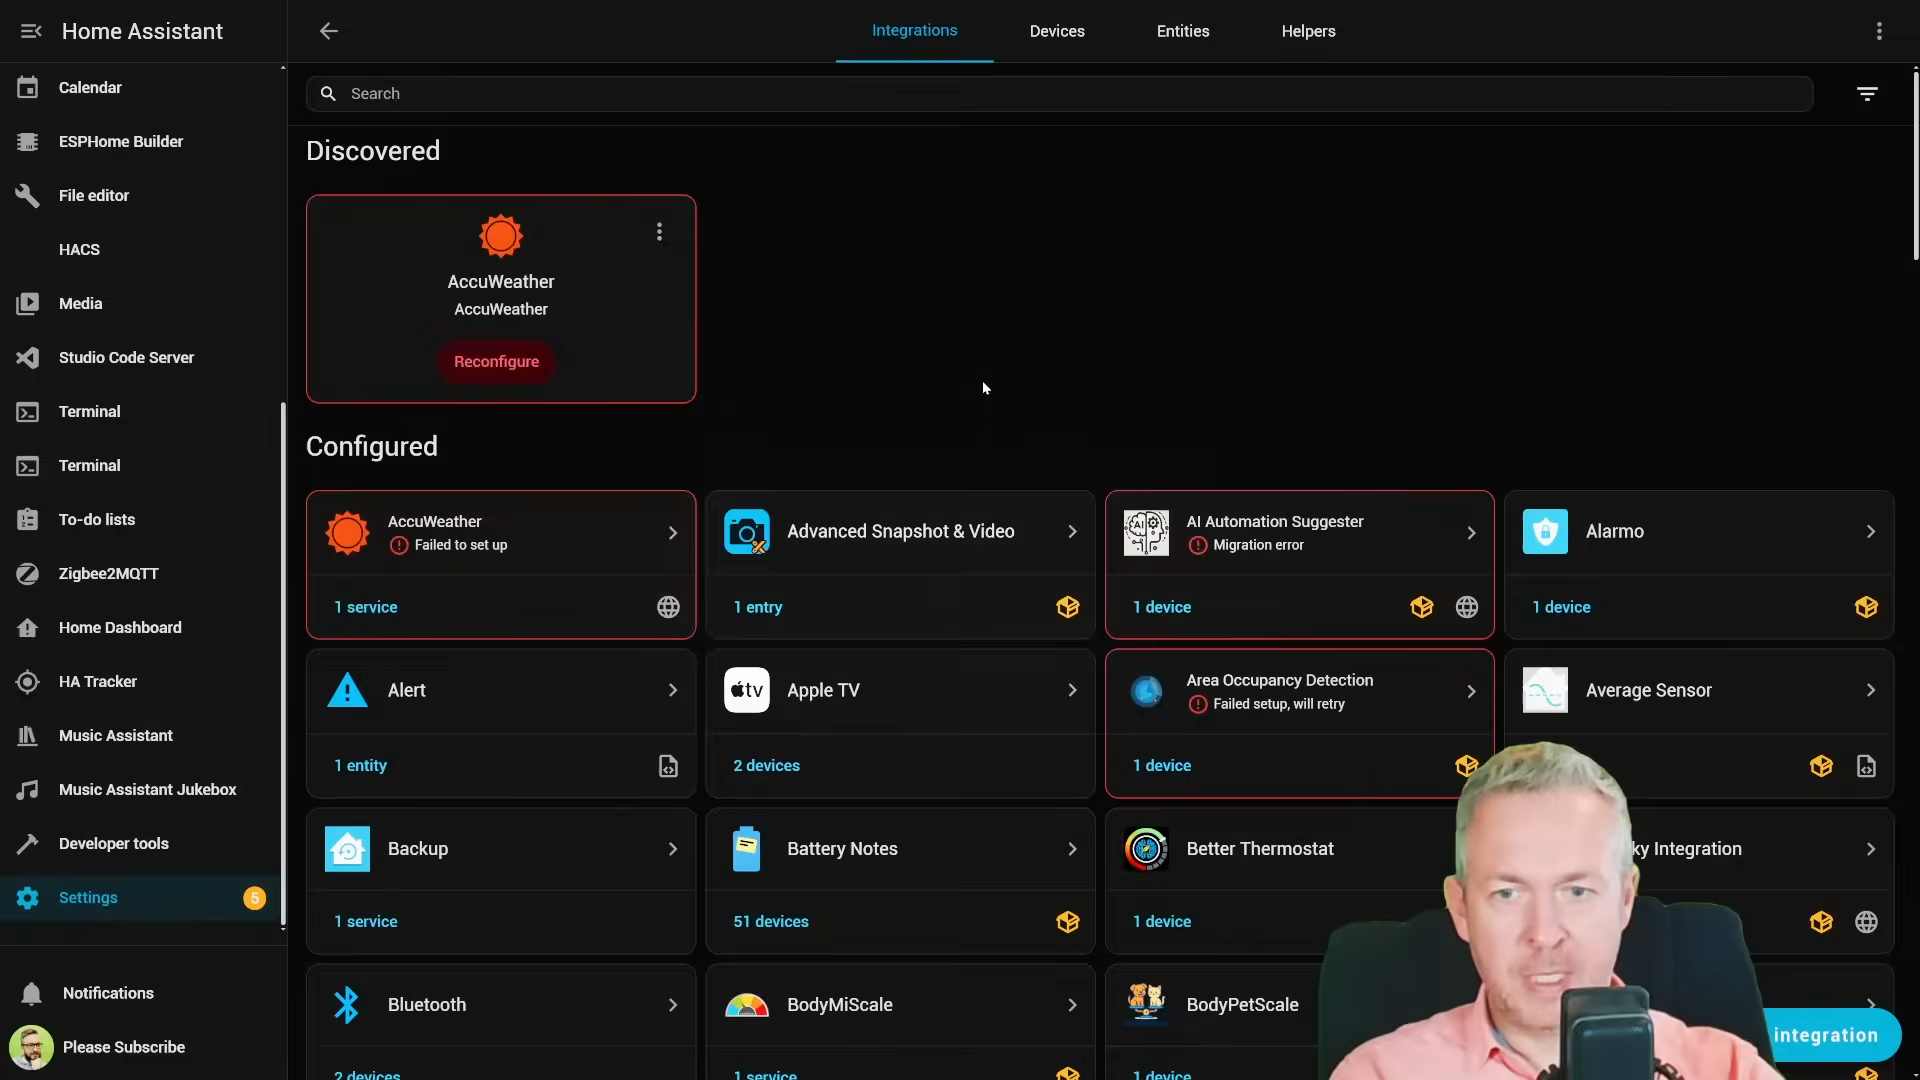 Home Assistant
Integrations
Devices
Entities
Helpers
Calendar
ESPHome Builder
File editor
HACS
Media
Studio Code Server
Terminal
Terminal
To-do lists
Zigbee2MQTT
Home Dashboard
HA Tracker
Music Assistant
Music Assistant Jukebox
Developer tools
Settings
5
Notifications
Please Subscribe
Search
Discovered
AccuWeather
AccuWeather
Reconfigure
Configured
AccuWeather
Failed to set up
1 service
Advanced Snapshot & Video
1 entry
AI
AI Automation Suggester
Migration error
1 device
Alarmo
1 device
Alert
1 entity
tv
Apple TV
2 devices
Area Occupancy Detection
Failed setup, will retry
1 device
Average Sensor
Backup
1 service
Battery Notes
51 devices
Better Thermostat
1 device
ky Integration
Bluetooth
2 devices
BodyMiScale
1 service
BodyPetScale
1 device
integration